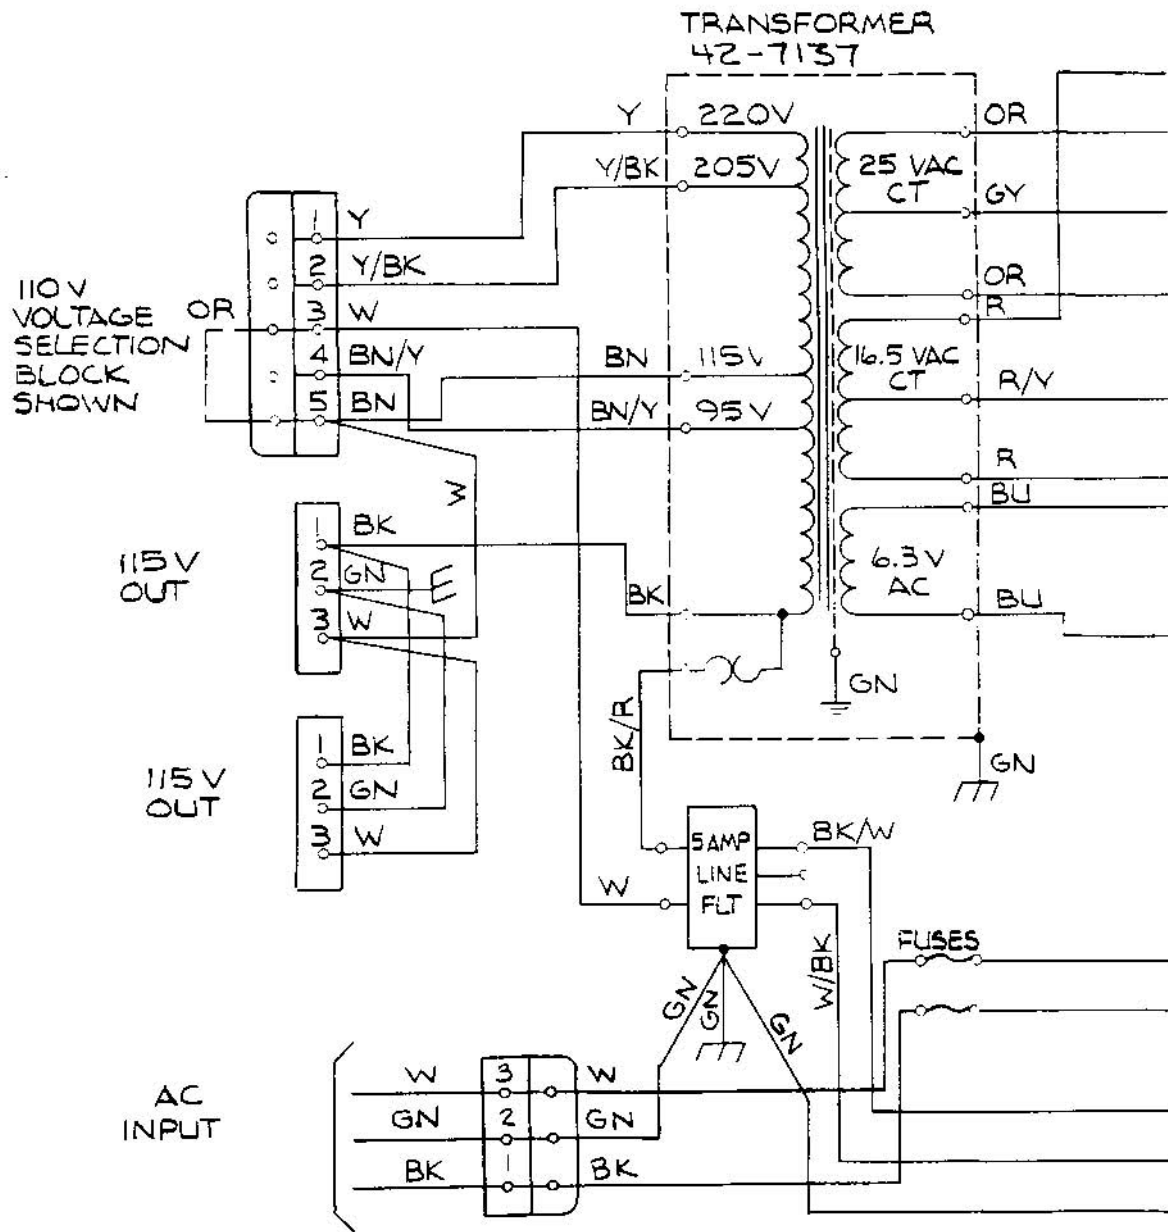 TRANSFORMER
42-7137
Y
220V
OR
Y/BK
205V
25 VAC
CT
GY
1
Y
2
Y/BK
OR
R
110V
VOLTAGE
SELECTION
BLOCK
SHOWN
OR
3
W
4
BN/Y
5
BN
BN
115V
BN/Y
95V
16.5 VAC
CT
R/Y
R
W
BU
115V
OUT
1
BK
2
GN
3
W
BK
6.3V
AC
BU
GN
BK/R
GN
115V
OUT
1
BK
2
GN
3
W
5 AMP
LINE
FLT
BK/W
W
W/BK
FUSES
GN
GN
GN
AC
INPUT
W
3
W
GN
2
GN
BK
1
BK